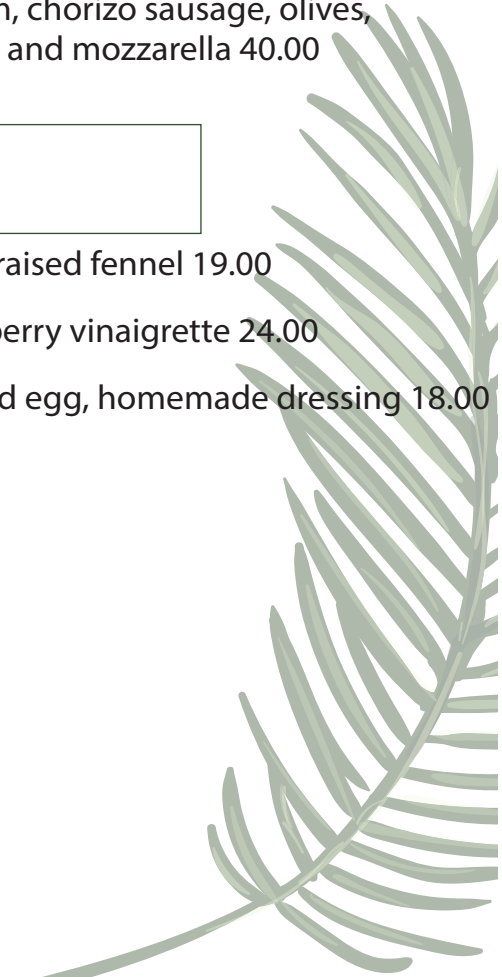 , chorizo sausage, olives,
and mozzarella 40.00
raised fennel 19.00
erry vinaigrette 24.00
d egg, homemade dressing 18.00